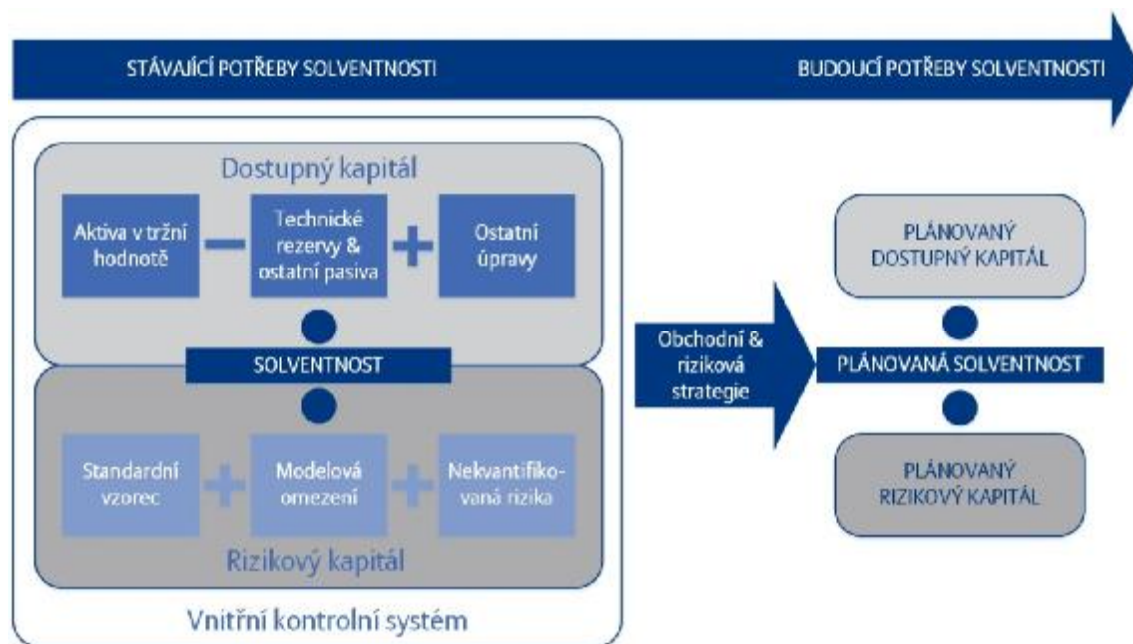 STÁVAJÍCÍ POTŘEBY SOLVENTNOSTI
BUDOUCÍ POTŘEBY SOLVENTNOSTI
Dostupný kapitál
Aktiva v tržní
hodnotě
Technické
rezervy &
ostatní pasiva
Ostatní
úpravy
SOLVENTNOST
Standardní
vzorec
Modelová
omezení
Nekvantifiko-
vaná rizika
Rizikový kapitál
Vnitřní kontrolní systém
Obchodní &
riziková
strategie
PLÁNOVANÝ
DOSTUPNÝ KAPITÁL
PLÁNOVANÁ SOLVENTNOST
PLÁNOVANÝ
RIZIKOVÝ KAPITÁL